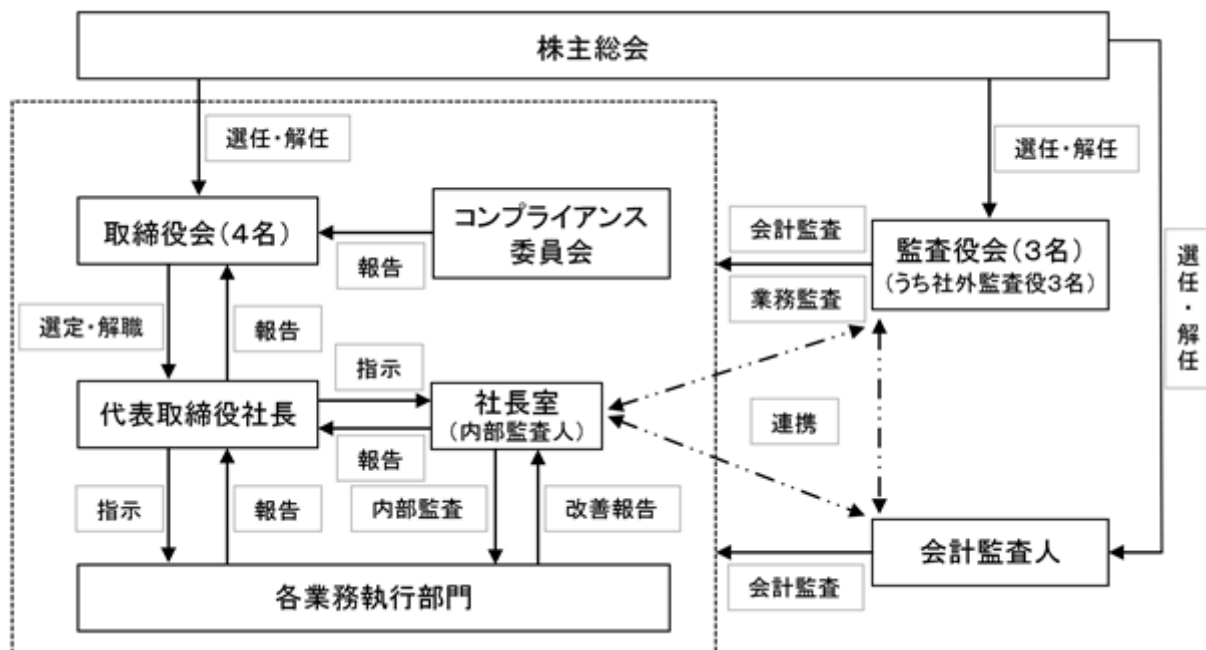 株主総会
選任・解任
選任・解任
取締役会(4名)
コンプライアンス
委員会
報告
会計監査
業務監査
監査役会(3名)
(うち社外監査役3名)
選任・解任
選定・解職
報告
指示
代表取締役社長
社長室
(内部監査人)
報告
連携
指示
報告
内部監査
改善報告
会計監査人
会計監査
各業務執行部門